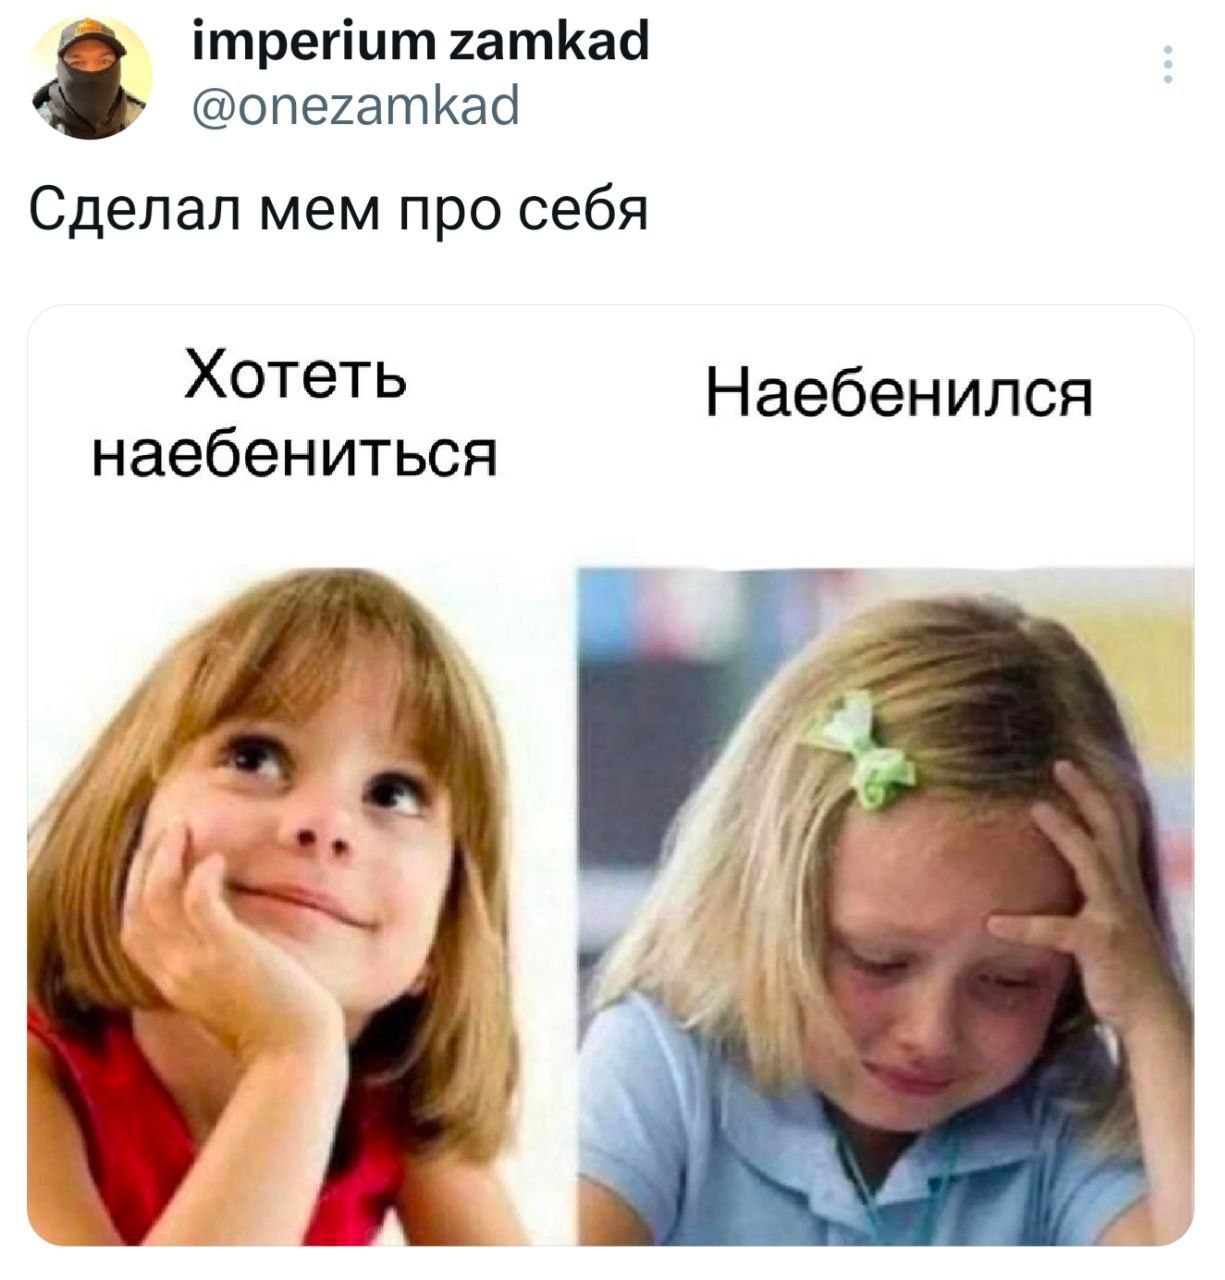 imperium zamkad
@onezamkad
Сделал мем про себя
Хотеть
наебениться
Наебенился